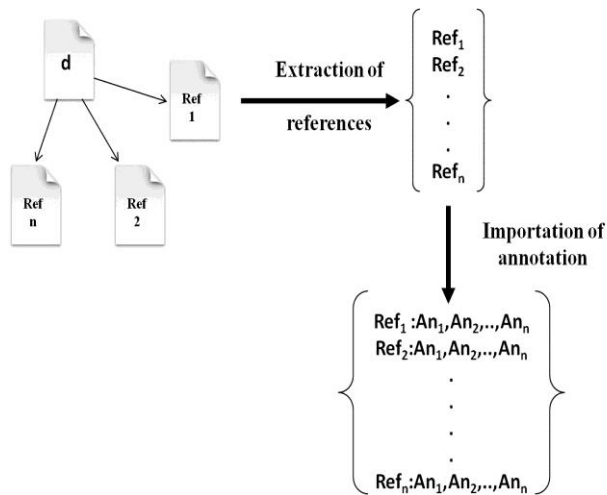 d
Ref
1
Ref
n
Ref
2
Extraction of
references
Ref₁
Ref₂
.
.
.
Refₙ
Importation of
annotation
Ref₁ :An₁,An₂,..,Anₙ
Ref₂:An₁,An₂,..,Anₙ
.
.
.
.
Refₙ:An₁,An₂,..,Anₙ